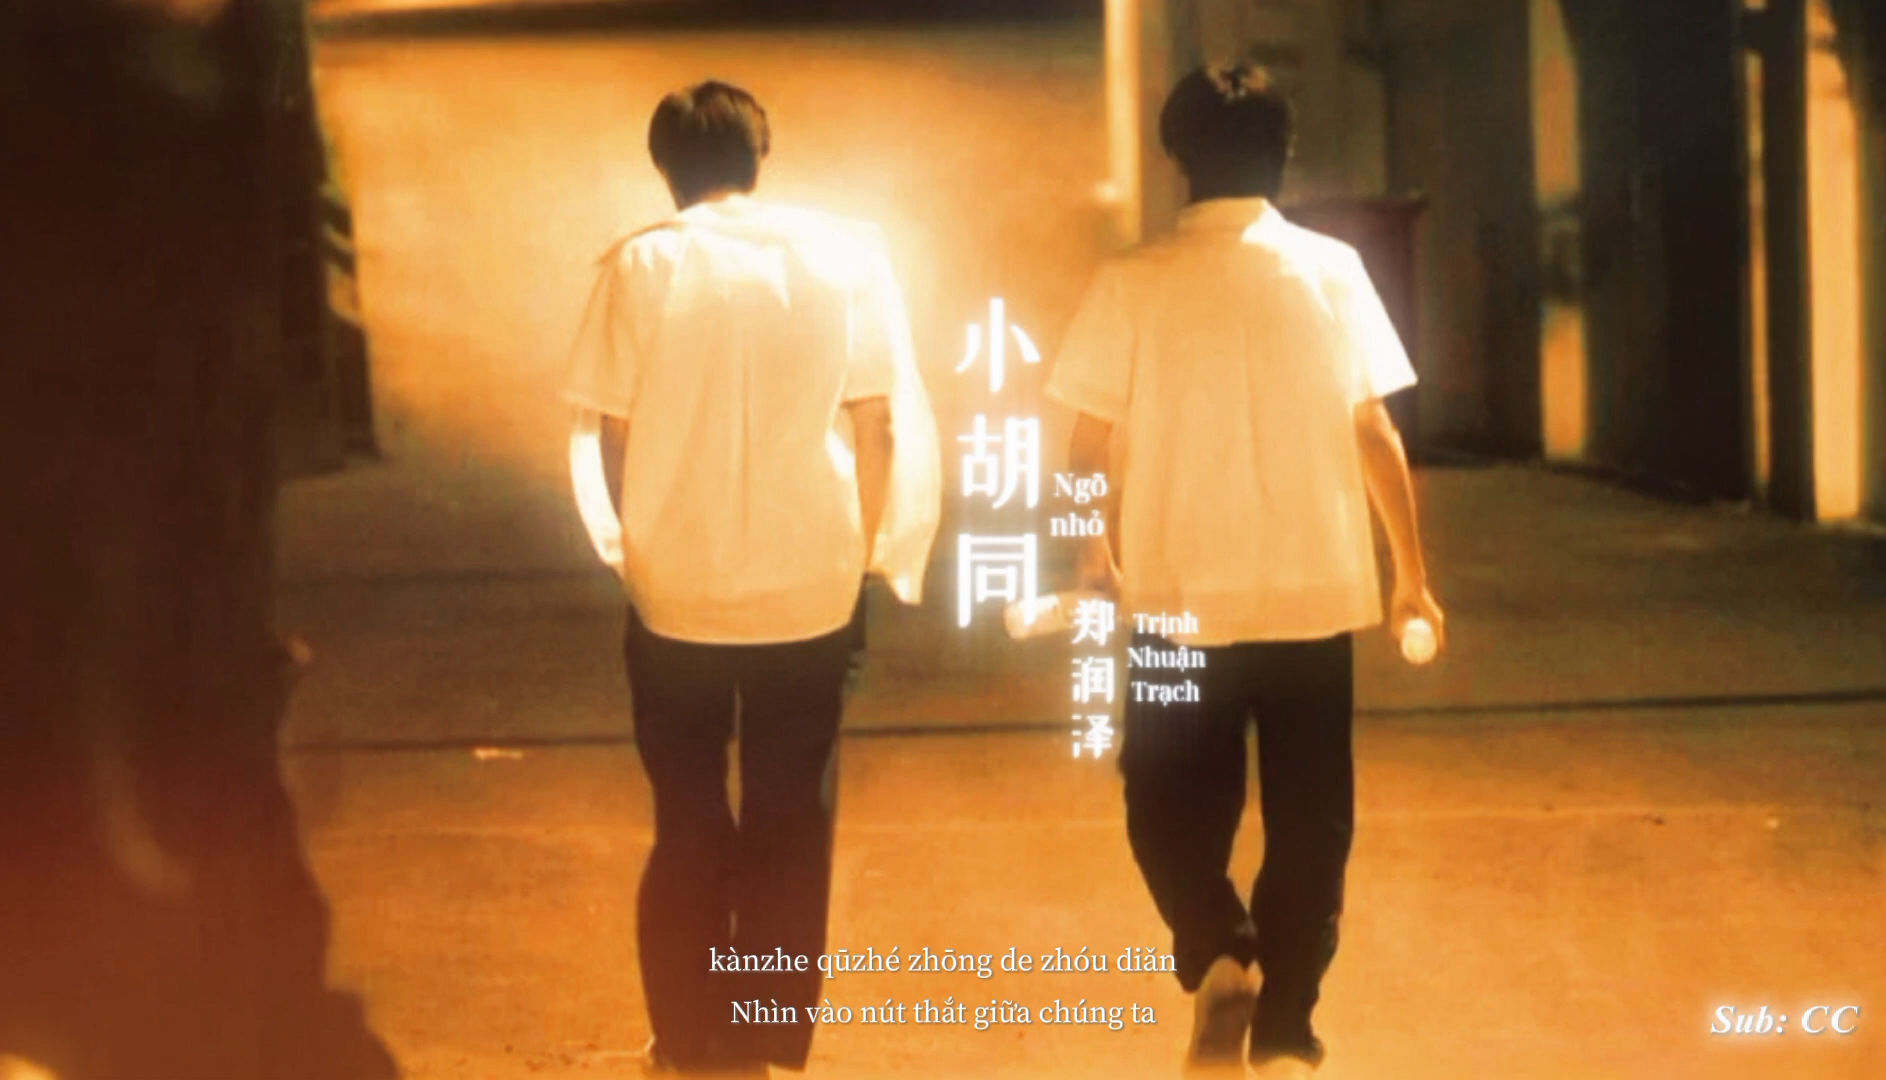 小胡同
Ngõ
nhỏ
郑润泽
Trịnh
Nhuận
Trạch
kànzhe qūzhé zhōng de zhóu diǎn
Nhìn vào nút thắt giữa chúng ta
Sub: CC